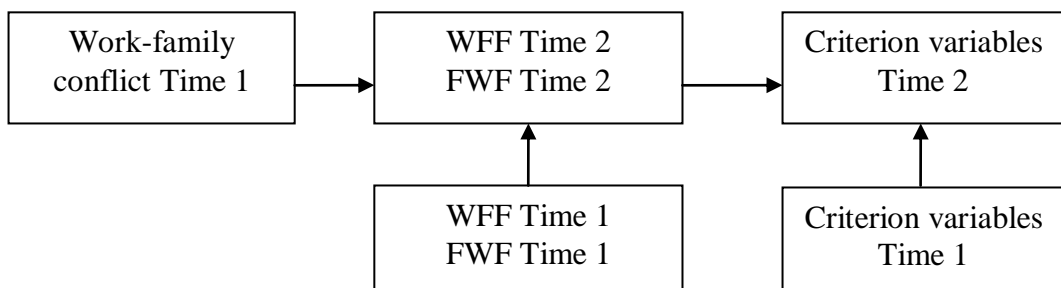 Work-family
conflict Time 1
WFF Time 2
FWF Time 2
Criterion variables
Time 2
WFF Time 1
FWF Time 1
Criterion variables
Time 1